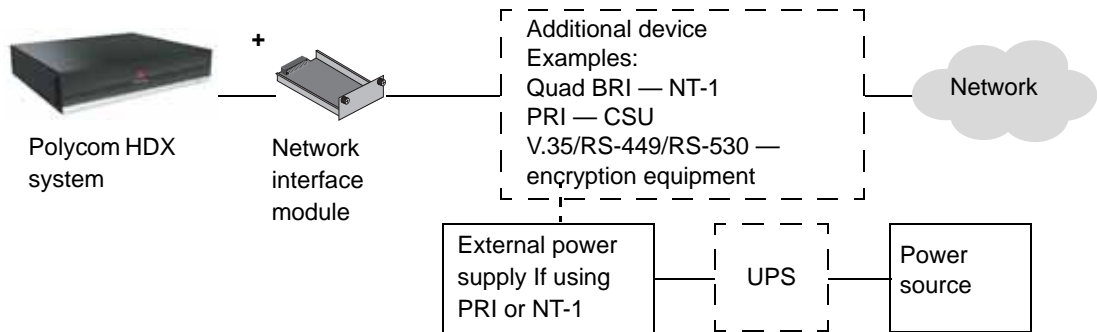 +
Polycom HDX
system
Network
interface
module
Additional device
Examples:
Quad BRI — NT-1
PRI — CSU
V.35/RS-449/RS-530 —
encryption equipment
Network
External power
supply If using
PRI or NT-1
UPS
Power
source